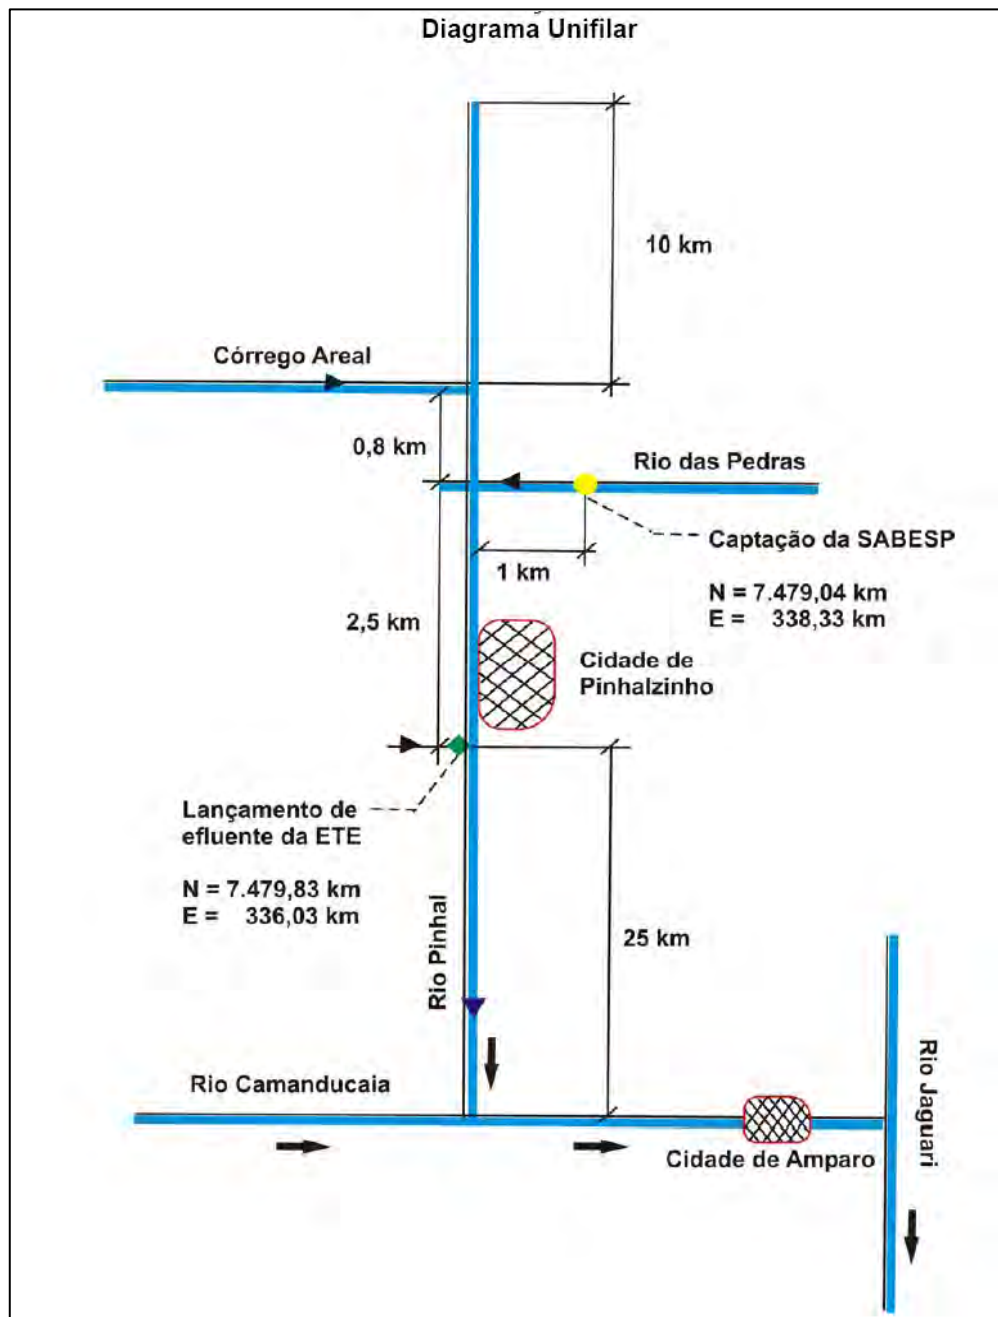 Diagrama Unifilar
10 km
Córrego Areal
0,8 km
Rio das Pedras
Captação da SABESP
1 km
N = 7.479,04 km
E = 338,33 km
2,5 km
Cidade de
Pinhalzinho
Lançamento de
efluente da ETE
N = 7.479,83 km
E = 336,03 km
Rio Pinhal
25 km
Rio Jaguari
Rio Camanducaia
Cidade de Amparo